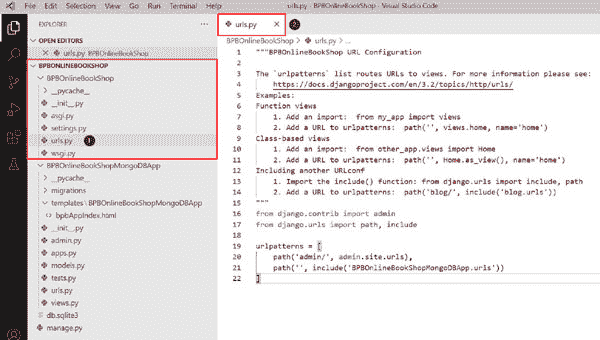 File Edit Selection View Go Run Terminal Help
urls.py - BPBOnlineBookShop - Visual Studio Code
EXPLORER
OPEN EDITORS
urls.py BPBOnlineBookShop
BPBONLINEBOOKSHOP
BPBOnlineBookShop
__pycache__
__init__.py
asgi.py
settings.py
urls.py 1
wsgi.py
BPBOnlineBookShopMongoDBApp
__pycache__
migrations
templates\BPBOnlineBookShopMongoDBApp
bpbAppIndex.html
__init__.py
admin.py
apps.py
models.py
tests.py
urls.py
views.py
db.sqlite3
manage.py
urls.py 2
BPBOnlineBookShop > urls.py > ...
1 """BPBOnlineBookShop URL Configuration
2
3 The `urlpatterns` list routes URLs to views. For more information please see:
4 https://docs.djangoproject.com/en/3.2/topics/http/urls/
5 Examples:
6 Function views
7 1. Add an import: from my_app import views
8 2. Add a URL to urlpatterns: path('', views.home, name='home')
9 Class-based views
10 1. Add an import: from other_app.views import Home
11 2. Add a URL to urlpatterns: path('', Home.as_view(), name='home')
12 Including another URLconf
13 1. Import the include() function: from django.urls import include, path
14 2. Add a URL to urlpatterns: path('blog/', include('blog.urls'))
15 """
16 from django.contrib import admin
17 from django.urls import path, include
18
19 urlpatterns = [
20 path('admin/', admin.site.urls),
21 path('', include('BPBOnlineBookShopMongoDBApp.urls'))
22 ]